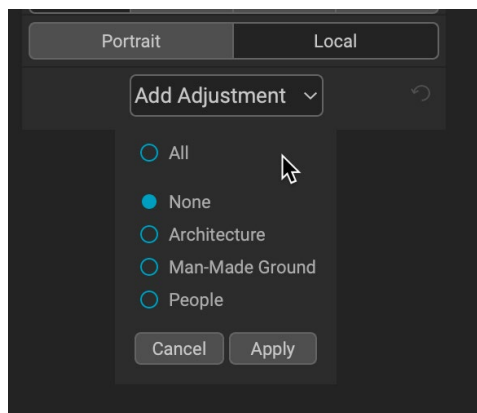 Portrait Local
Add Adjustment
All
None
Architecture
Man-Made Ground
People
Cancel Apply